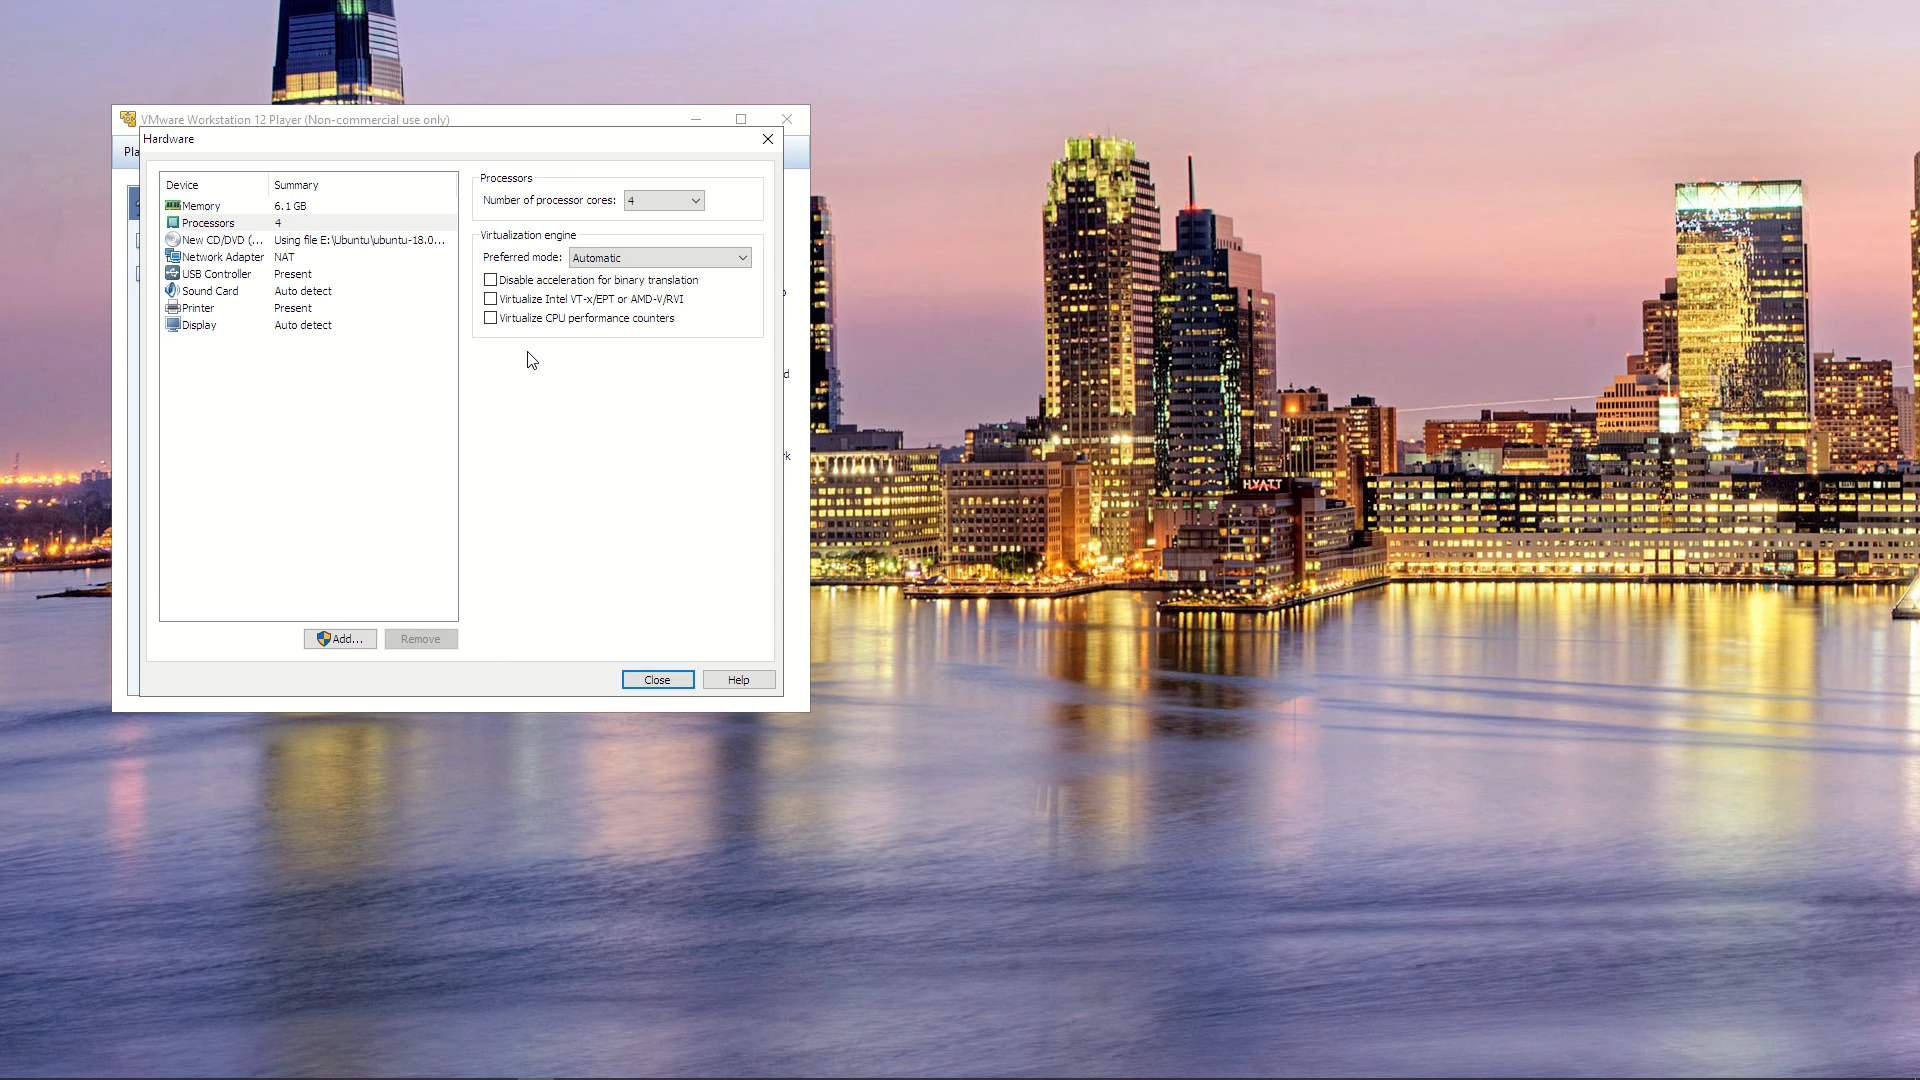 VMware Workstation 12 Player (Non-commercial use only)
Pla
Hardware
Device Summary
Memory 6.1 GB
Processors 4
New CD/DVD (... Using file E:\Ubuntu\ubuntu-18.0...
Network Adapter NAT
USB Controller Present
Sound Card Auto detect
Printer Present
Display Auto detect
Add...
Remove
Processors
Number of processor cores: 4
Virtualization engine
Preferred mode: Automatic
Disable acceleration for binary translation
Virtualize Intel VT-x/EPT or AMD-V/RVI
Virtualize CPU performance counters
Close
Help
d
rk
HYATT